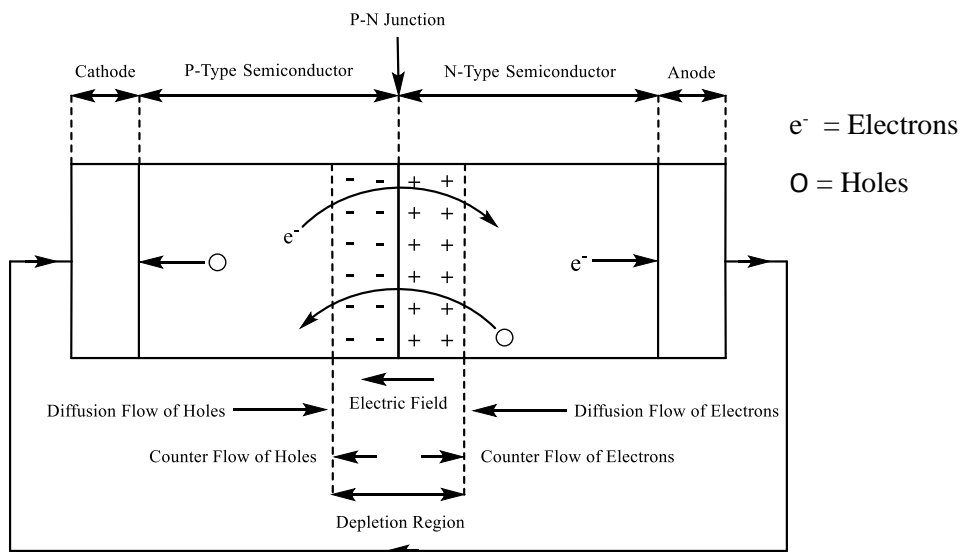 P-N Junction
Cathode
P-Type Semiconductor
N-Type Semiconductor
Anode
e⁻ = Electrons
O = Holes
- - + +
- - + +
e⁻
- - + +
e⁻
- - + +
- - + +
- - + +
Electric Field
Diffusion Flow of Holes
Diffusion Flow of Electrons
Counter Flow of Holes
Counter Flow of Electrons
Depletion Region